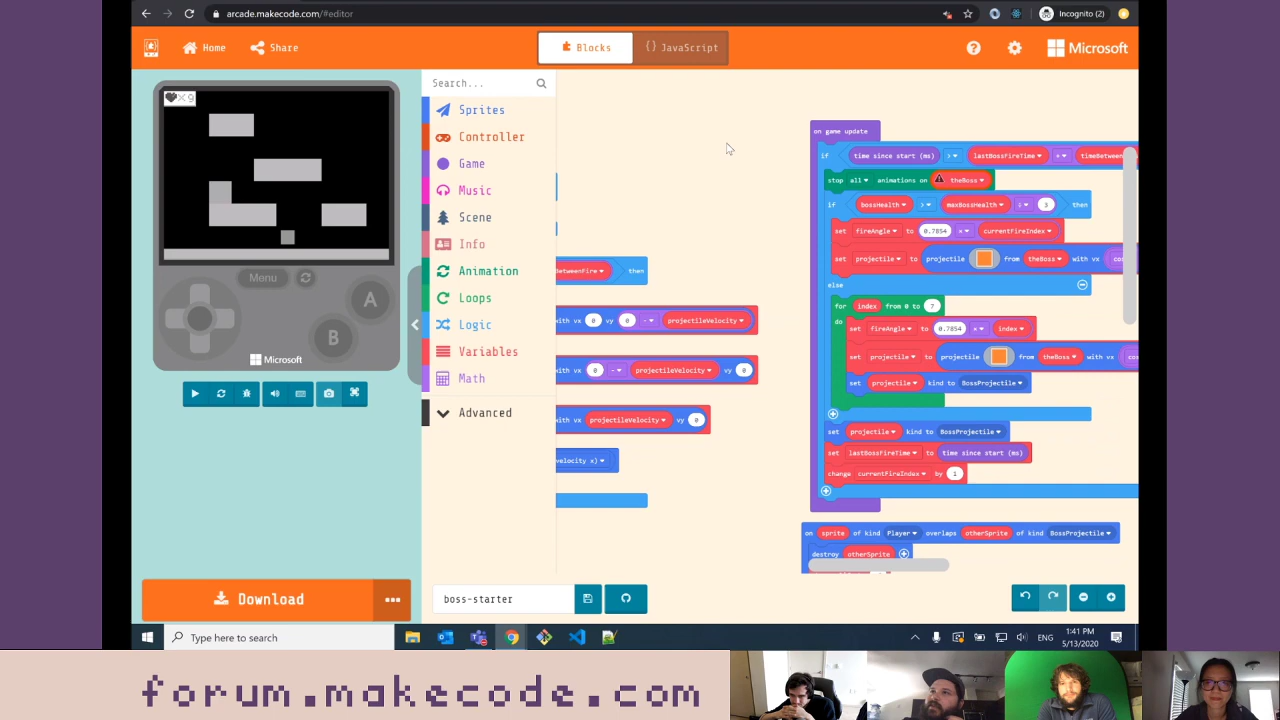 arcade.makecode.com/#editor
Incognito (2)
Home
Share
Blocks
{} JavaScript
Microsoft
×9
Menu
A
B
Microsoft
Search...
Sprites
Controller
Game
Music
Scene
Info
Animation
Loops
Logic
Variables
Math
Advanced
then
with vx 0 vy 0 - projectileVelocity
with vx 0 - projectileVelocity vy 0
with vx projectileVelocity vy 0
velocity x)
on game update
if time since start (ms) > lastBossFireTime +
stop all animations on theBoss
if bossHealth > maxBossHealth ÷ 3 then
set fireAngle to 0.7854 × currentFireIndex
set projectile to projectile from theBoss with vx
else
for index from 0 to 7
do
set fireAngle to 0.7854 × index
set projectile to projectile from theBoss with vx
set projectile kind to BossProjectile
set projectile kind to BossProjectile
set lastBossFireTime to time since start (ms)
change currentFireIndex by 1
on sprite of kind Player overlaps otherSprite of kind BossProjectile
destroy otherSprite
Download
boss-starter
Type here to search
ENG
1:41 PM
5/13/2020
forum.makecode.com